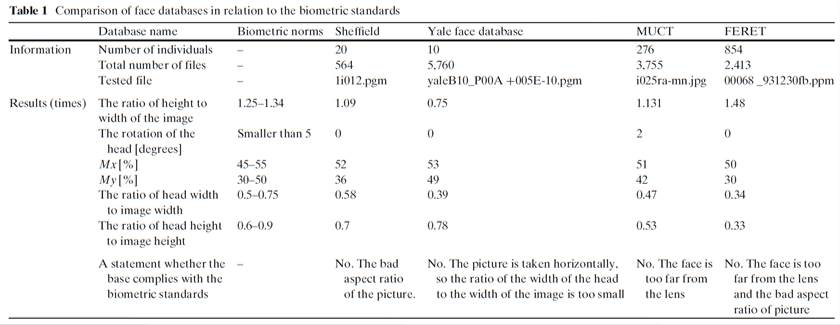 Table 1 Comparison of face databases in relation to the biometric standards
Database name Biometric norms Sheffield Yale face database MUCT FERET
Information Number of individuals – 20 10 276 854
Total number of files – 564 5,760 3,755 2,413
Tested file – 1i012.pgm yaleB10_P00A +005E-10.pgm i025ra-mn.jpg 00068 _931230fb.ppm
Results (times) The ratio of height to 1.25–1.34 1.09 0.75 1.131 1.48
width of the image
The rotation of the Smaller than 5 0 0 2 0
head [degrees]
Mx[%] 45–55 52 53 51 50
My[%] 30–50 36 49 42 30
The ratio of head width 0.5–0.75 0.58 0.39 0.47 0.34
to image width
The ratio of head height 0.6–0.9 0.7 0.78 0.53 0.33
to image height
A statement whether the – No. The bad No. The picture is taken horizontally, No. The face is No. The face is too
base complies with the aspect ratio so the ratio of the width of the head too far from far from the lens
biometric standards of the picture. to the width of the image is too small the lens and the bad aspect
ratio of picture